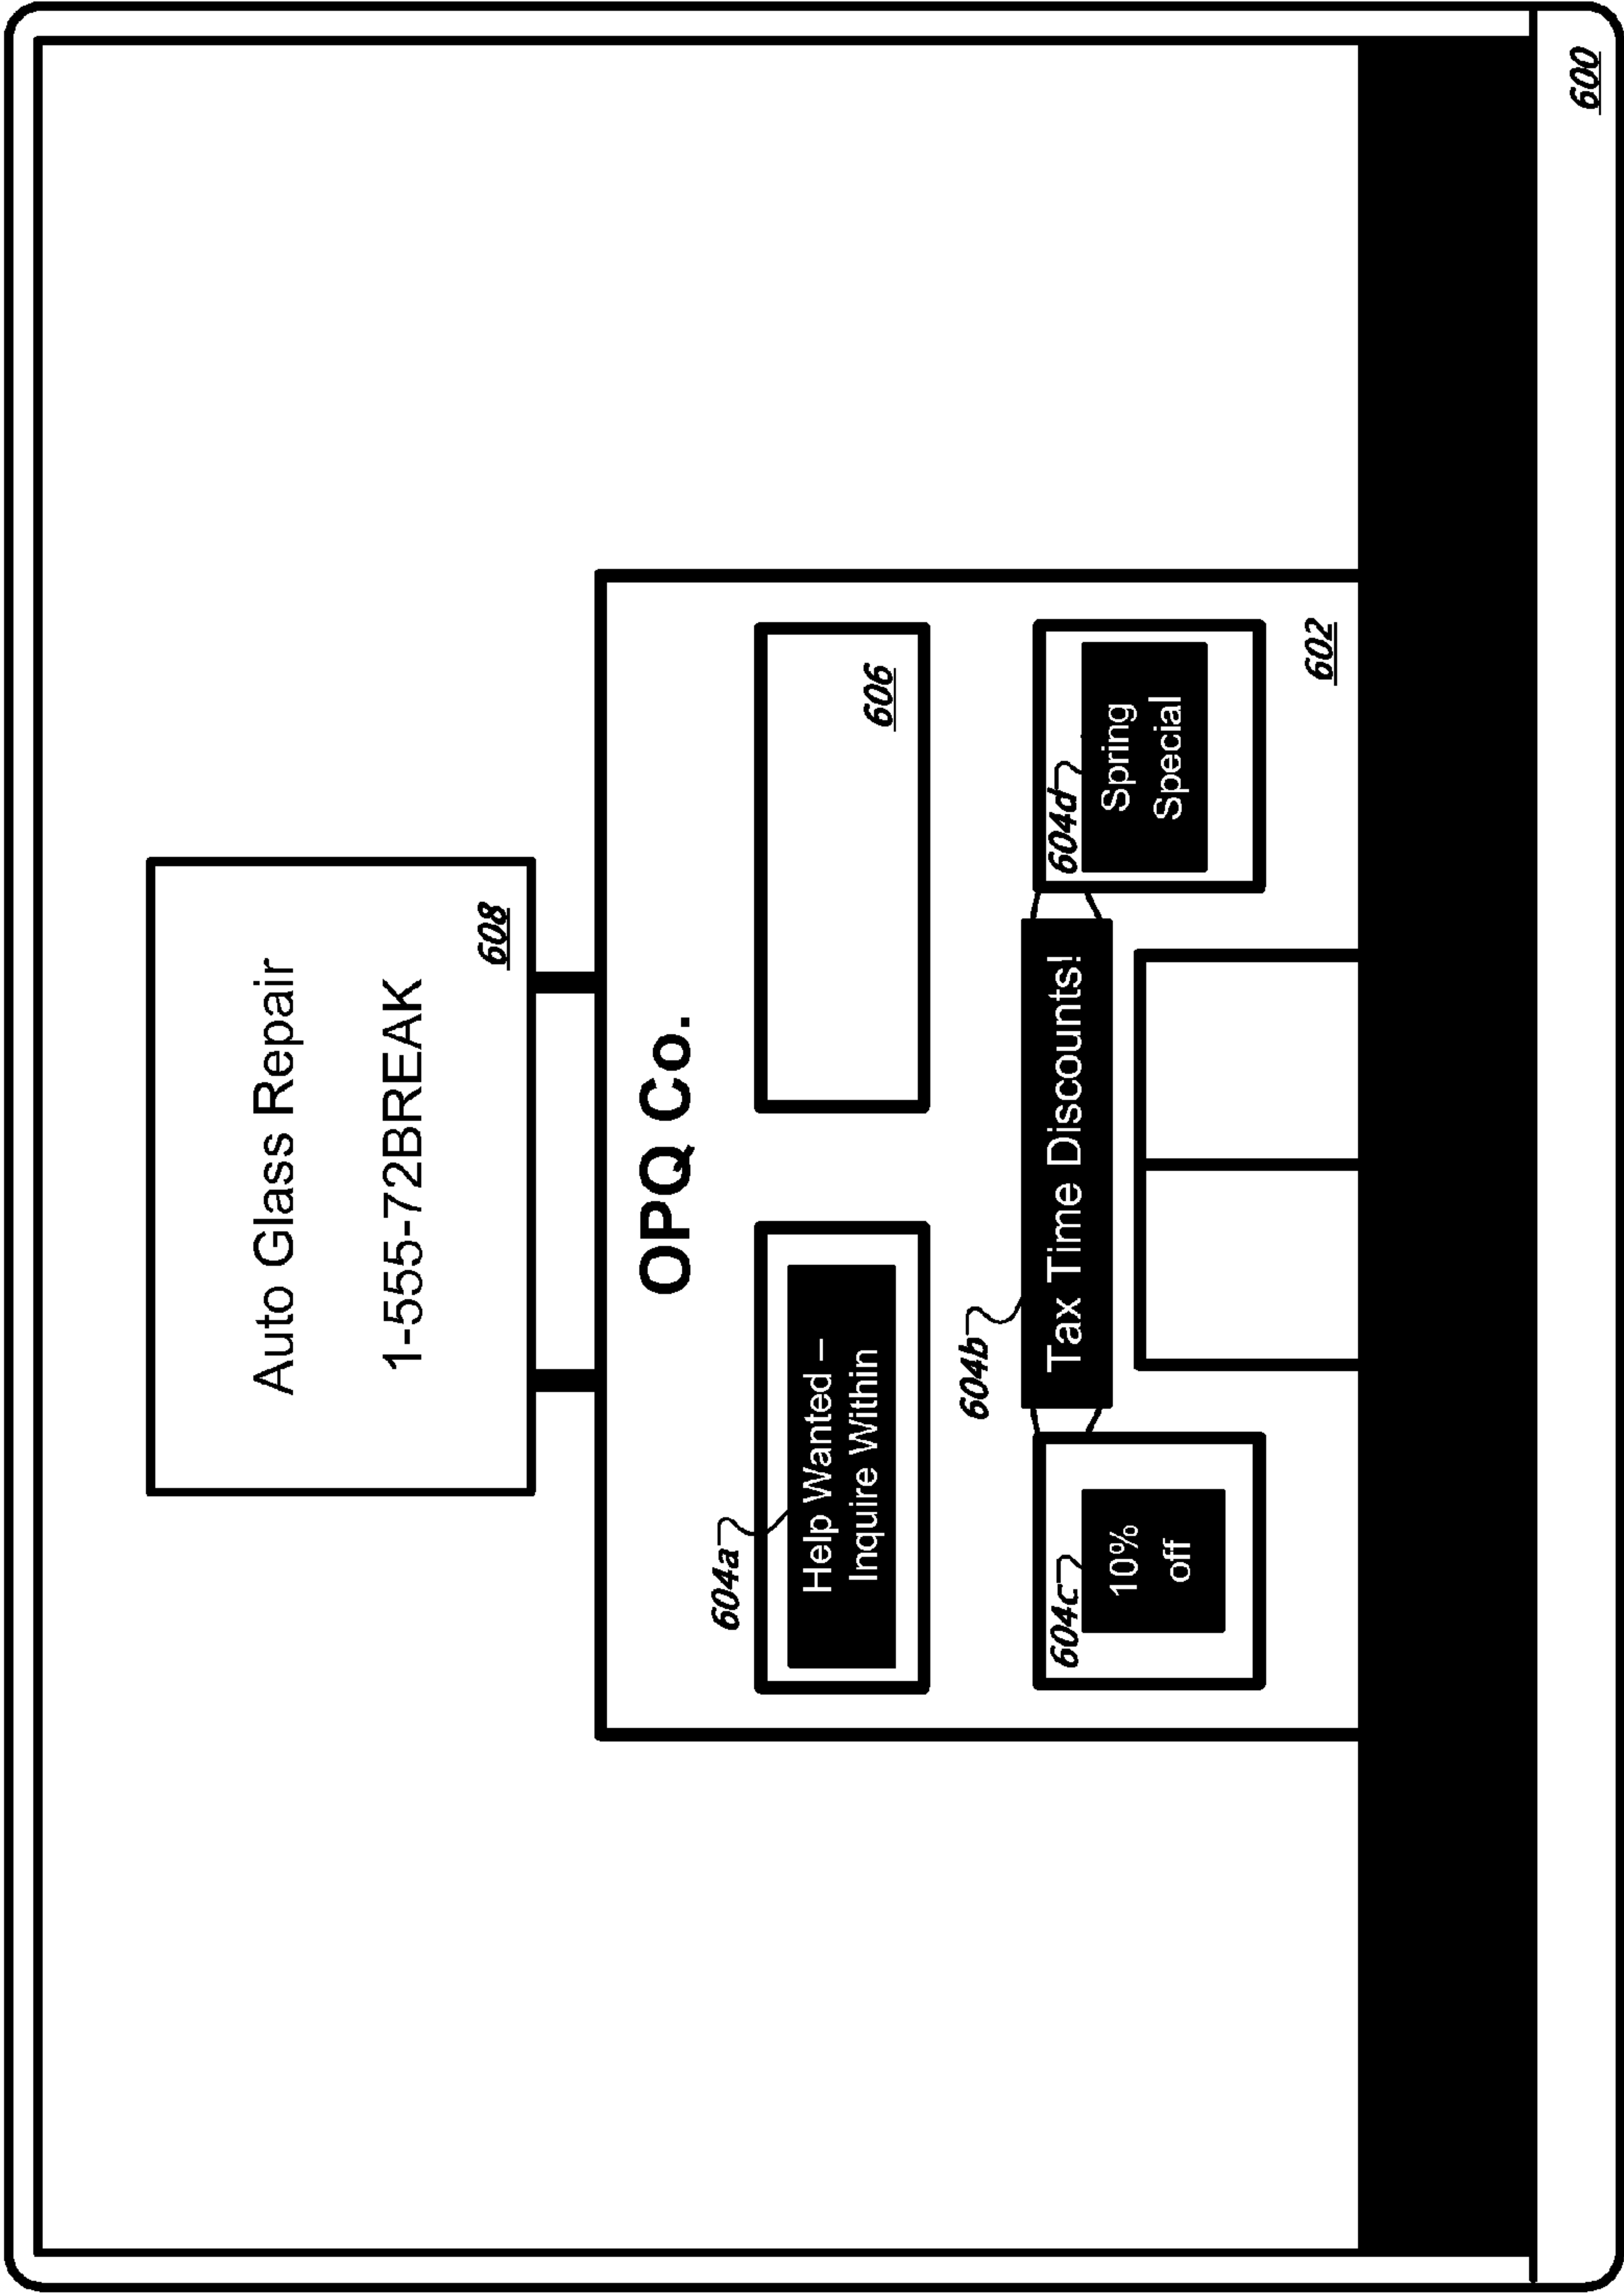 Auto Glass Repair
1-555-72BREAK
608
OPQ Co.
604a
Help Wanted –
Inquire Within
606
604b
Tax Time Discounts!
604c
10%
off
604d
Spring
Special
602
600